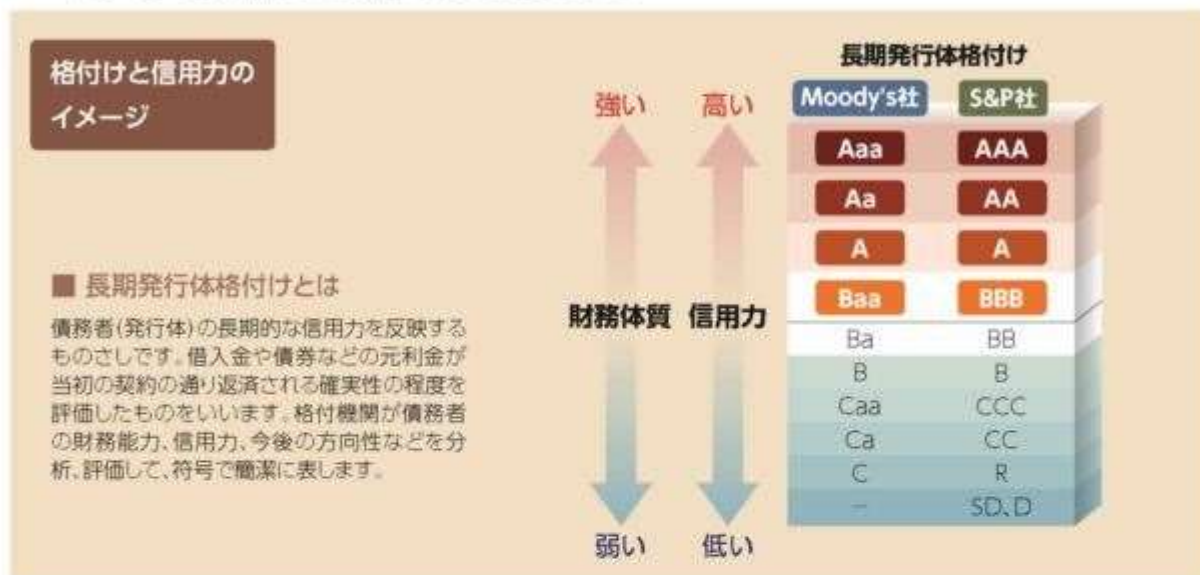 格付けと信用力の
イメージ
■ 長期発行体格付けとは
債務者(発行体)の長期的な信用力を反映する
ものさしです。借入金や債券などの元利金が
当初の契約の通り返済される確実性の程度を
評価したものをいいます。格付機関が債務者
の財務能力、信用力、今後の方向性などを分
析、評価して、符号で簡潔に表します。
強い 高い
財務体質 信用力
弱い 低い
長期発行体格付け
Moody's社 S&P社
Aaa AAA
Aa AA
A A
Baa BBB
Ba BB
B B
Caa CCC
Ca CC
C R
－ SD、D